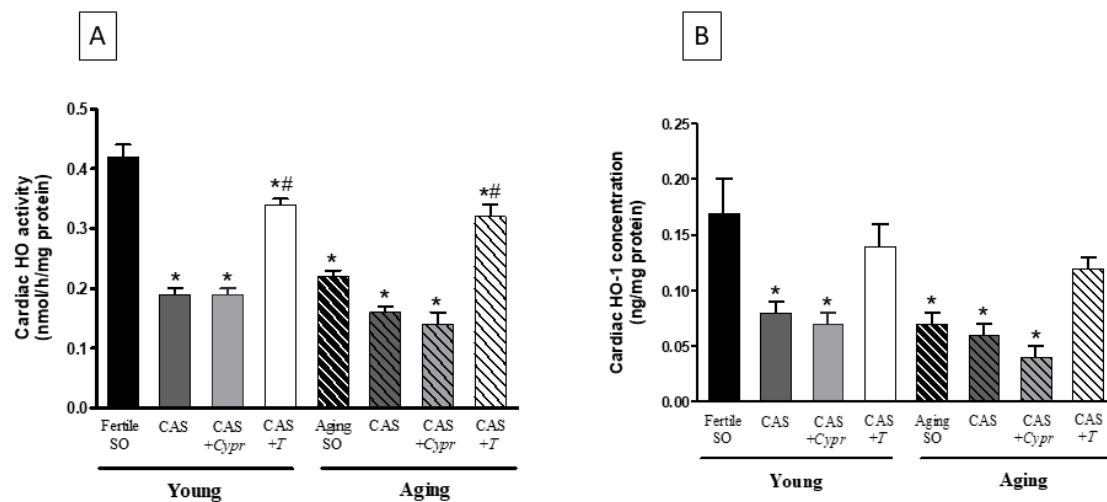 A
Cardiac HO activity
(nmol/h/mg protein)
0.5
0.4
0.3
0.2
0.1
0.0
*
*
*#
*
*
*
*#
Fertile
SO
CAS
CAS
+Cypr
CAS
+T
Aging
SO
CAS
CAS
+Cypr
CAS
+T
Young
Aging
B
Cardiac HO-1 concentration
(ng/mg protein)
0.25
0.20
0.15
0.10
0.05
0.00
*
*
*
*
*
Fertile
SO
CAS
CAS
+Cypr
CAS
+T
Aging
SO
CAS
CAS
+Cypr
CAS
+T
Young
Aging